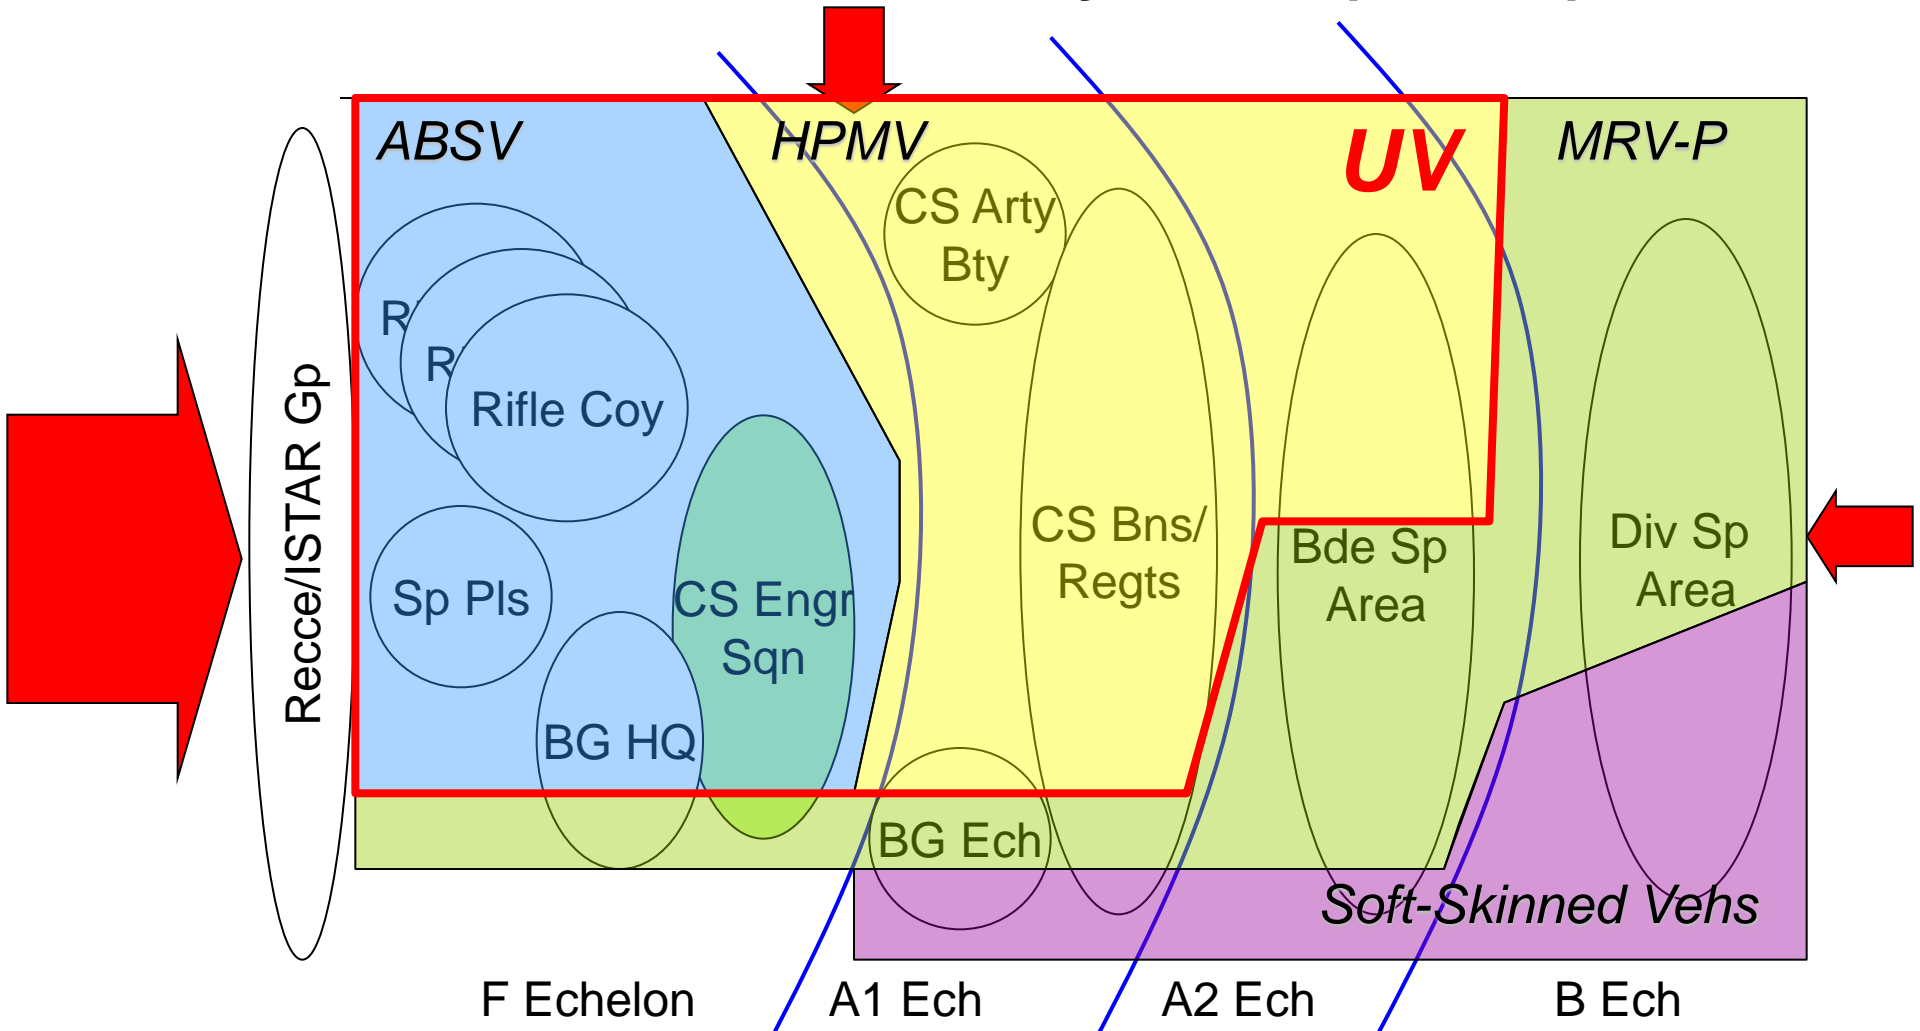 ABSV
HPMV
UV
MRV-P
CS Arty
Bty
Rifle Coy
Recce/ISTAR Gp
CS Bns/
Regts
Bde Sp
Area
Div Sp
Area
Sp Pls
CS Engr
Sqn
BG HQ
BG Ech
Soft-Skinned Vehs
F Echelon
A1 Ech
A2 Ech
B Ech